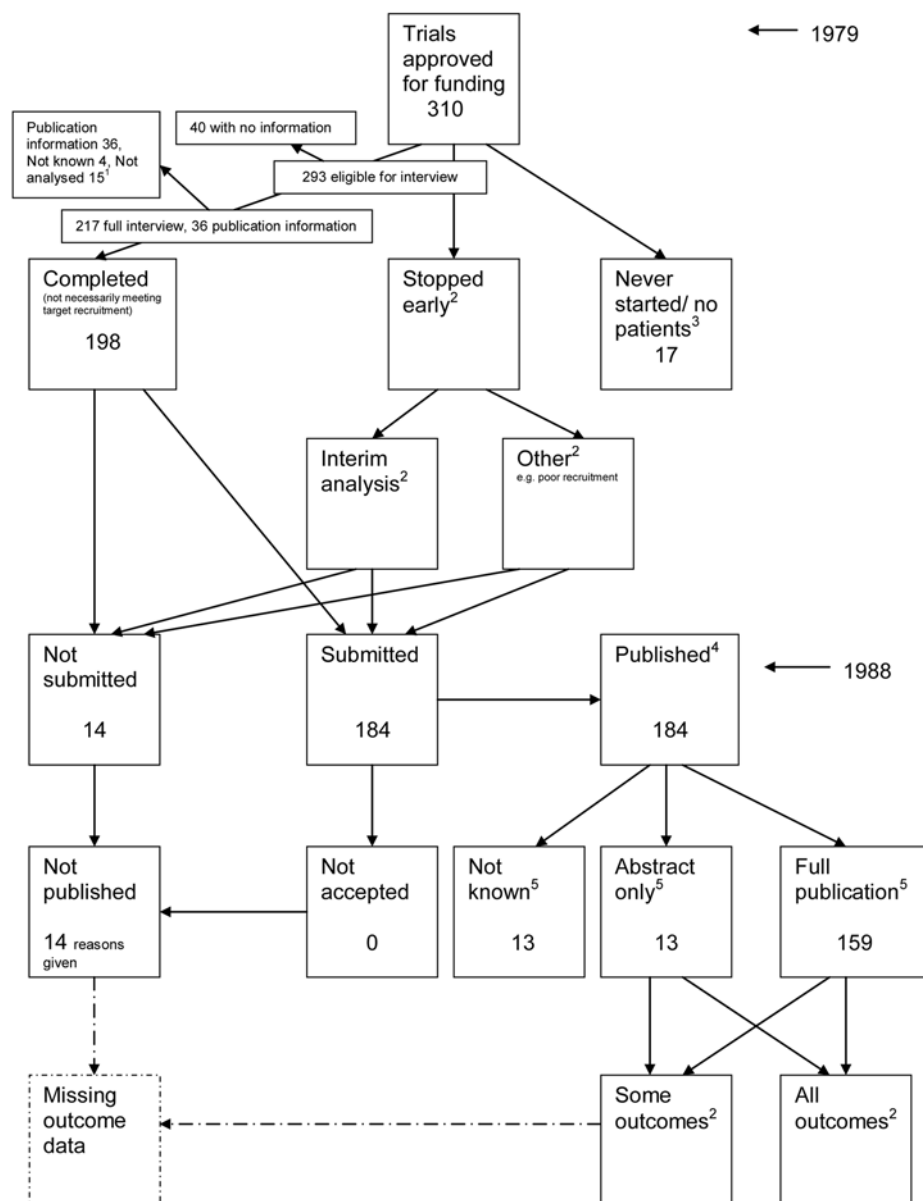 Trials
approved
for funding
310
1979
Publication
information 36,
Not known 4, Not
analysed 15¹
40 with no information
293 eligible for interview
217 full interview, 36 publication information
Completed
(not necessarily meeting
target recruitment)
198
Stopped
early²
Never
started/ no
patients³
17
Interim
analysis²
Other²
e.g. poor recruitment
Not
submitted
14
Submitted
184
Published⁴
184
1988
Not
published
14 reasons
given
Not
accepted
0
Not
known⁵
13
Abstract
only⁵
13
Full
publication⁵
159
Missing
outcome
data
Some
outcomes²
All
outcomes²